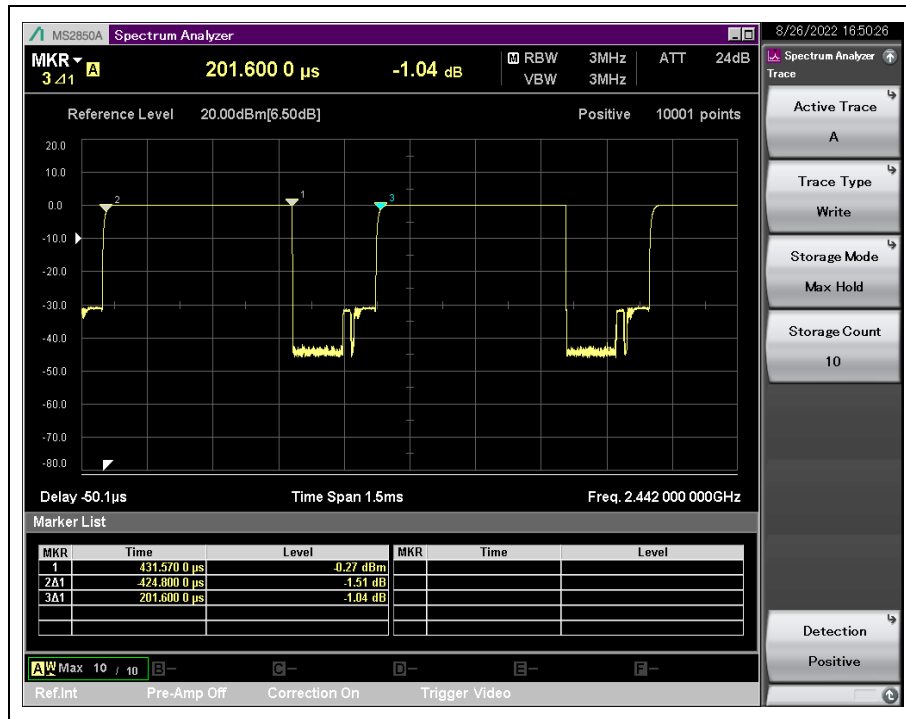 MS2850A Spectrum Analyzer
8/26/2022 16:50:26
MKR
3⊿1 A
201.600 0 µs
-1.04 dB
M RBW 3MHz
VBW 3MHz
ATT 24dB
Spectrum Analyzer
Trace
Reference Level 20.00dBm[6.50dB]
Positive 10001 points
Active Trace
A
Trace Type
Write
Storage Mode
Max Hold
Storage Count
10
20.0
10.0
0.0
-10.0
-20.0
-30.0
-40.0
-50.0
-60.0
-70.0
-80.0
2
1
3
Delay -50.1µs Time Span 1.5ms Freq. 2.442 000 000GHz
Marker List
MKR Time Level MKR Time Level
1 431.570 0 µs -0.27 dBm
2Δ1 -424.800 0 µs -1.51 dB
3Δ1 201.600 0 µs -1.04 dB
Detection
Positive
A W Max 10 / 10 B− C− D− E− F−
Ref.Int Pre-Amp Off Correction On Trigger Video